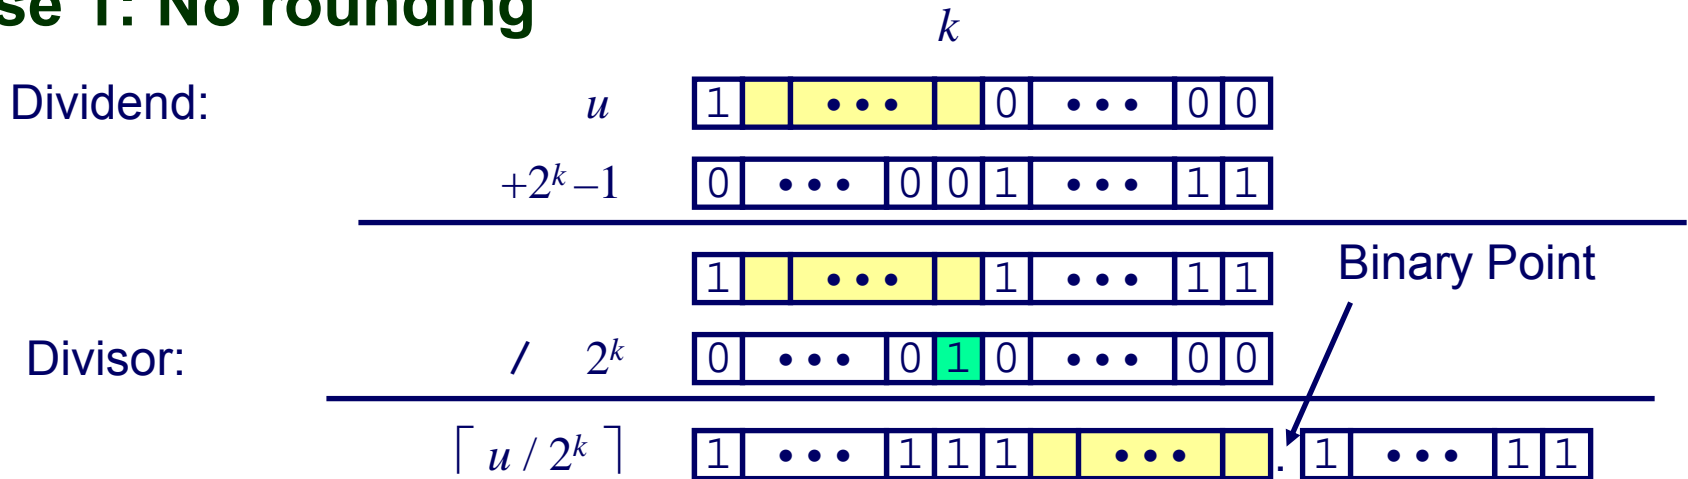 se 1: No rounding
k
Dividend: u 1 ••• 0 ••• 0 0
+2^k –1 0 ••• 0 0 1 ••• 1 1
1 ••• 1 ••• 1 1 Binary Point
Divisor: / 2^k 0 ••• 0 1 0 ••• 0 0
⌈ u / 2^k ⌉ 1 ••• 1 1 1 ••• . 1 ••• 1 1